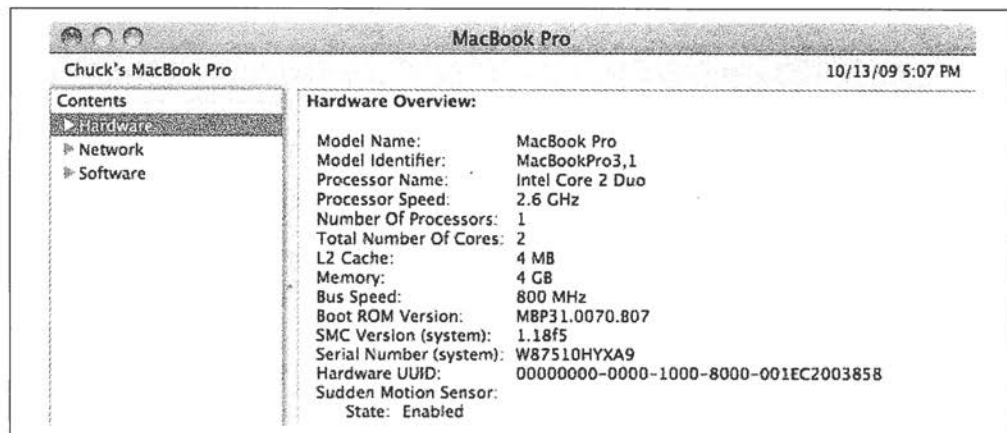 MacBook Pro
Chuck's MacBook Pro
10/13/09 5:07 PM
Contents
Hardware
Network
Software
Hardware Overview:
Model Name: MacBook Pro
Model Identifier: MacBookPro3,1
Processor Name: Intel Core 2 Duo
Processor Speed: 2.6 GHz
Number Of Processors: 1
Total Number Of Cores: 2
L2 Cache: 4 MB
Memory: 4 GB
Bus Speed: 800 MHz
Boot ROM Version: MBP31.0070.B07
SMC Version (system): 1.18f5
Serial Number (system): W87510HYXA9
Hardware UUID: 00000000-0000-1000-8000-001EC2003858
Sudden Motion Sensor:
State: Enabled